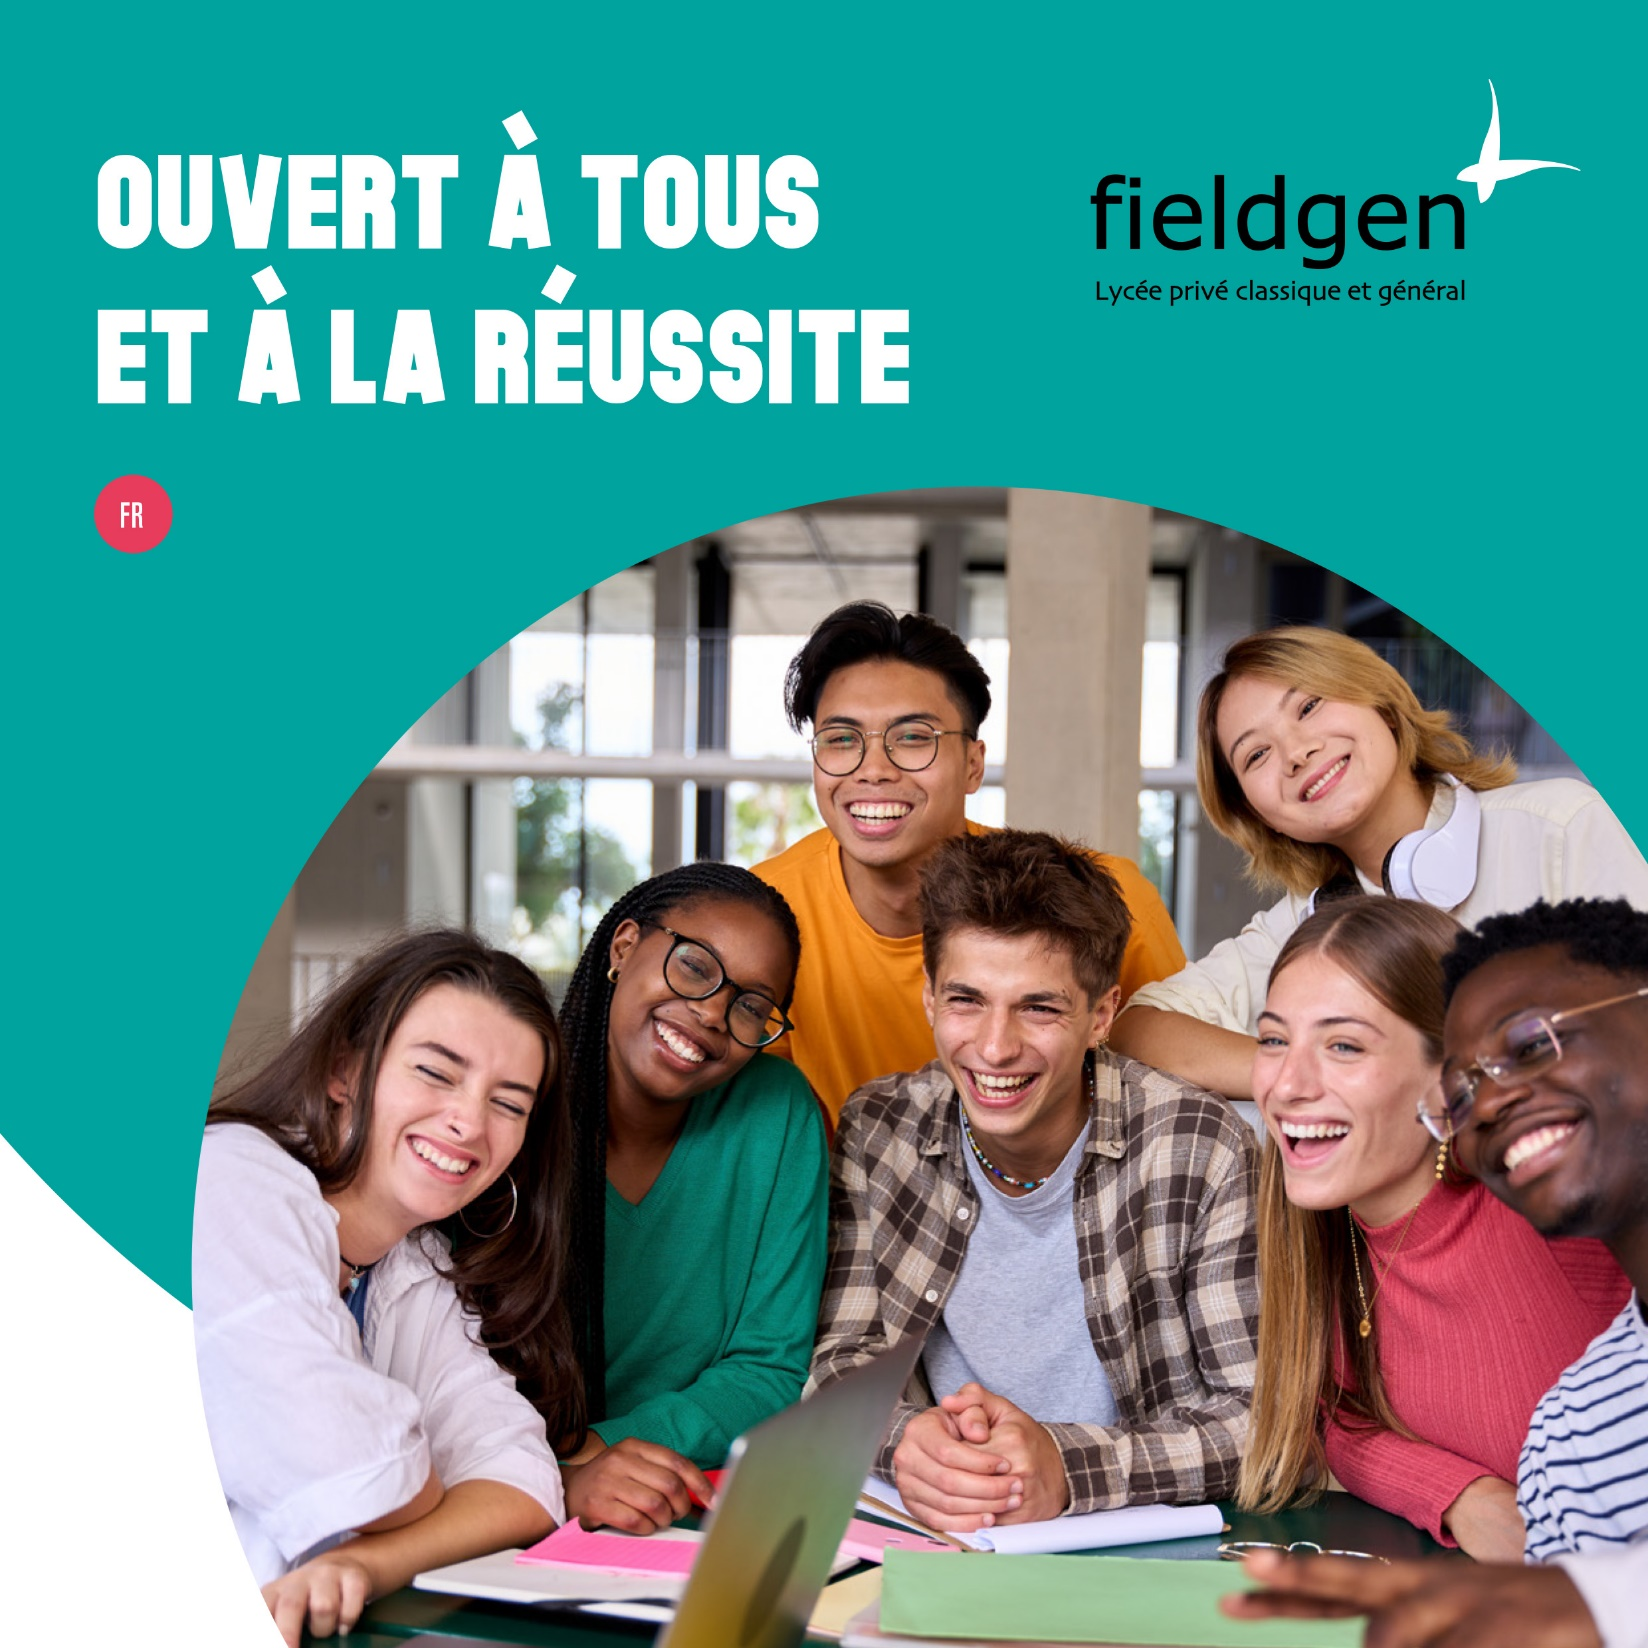 OUVERT À TOUS
ET À LA RÉUSSITE
fieldgen
Lycée privé classique et général
FR